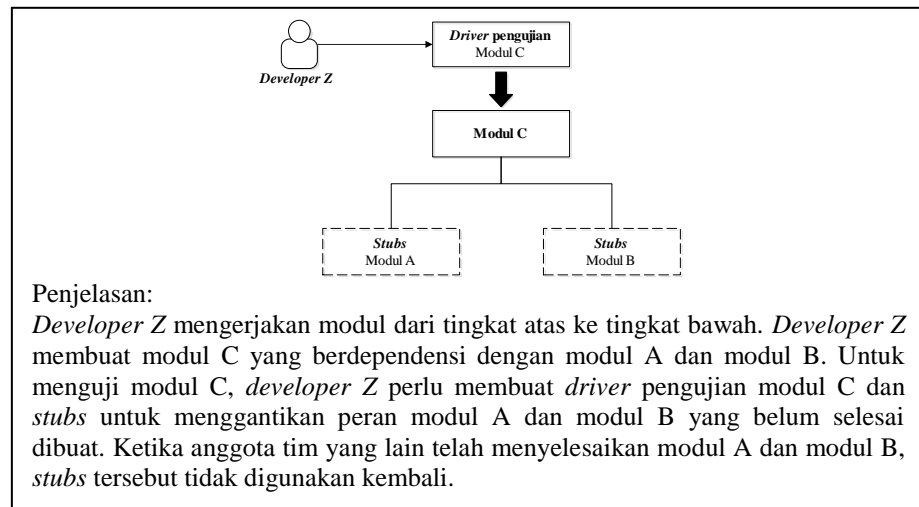 Driver pengujian
Modul C
Developer Z
Modul C
Stubs
Modul A
Stubs
Modul B
Penjelasan:
Developer Z mengerjakan modul dari tingkat atas ke tingkat bawah. Developer Z
membuat modul C yang berdependensi dengan modul A dan modul B. Untuk
menguji modul C, developer Z perlu membuat driver pengujian modul C dan
stubs untuk menggantikan peran modul A dan modul B yang belum selesai
dibuat. Ketika anggota tim yang lain telah menyelesaikan modul A dan modul B,
stubs tersebut tidak digunakan kembali.